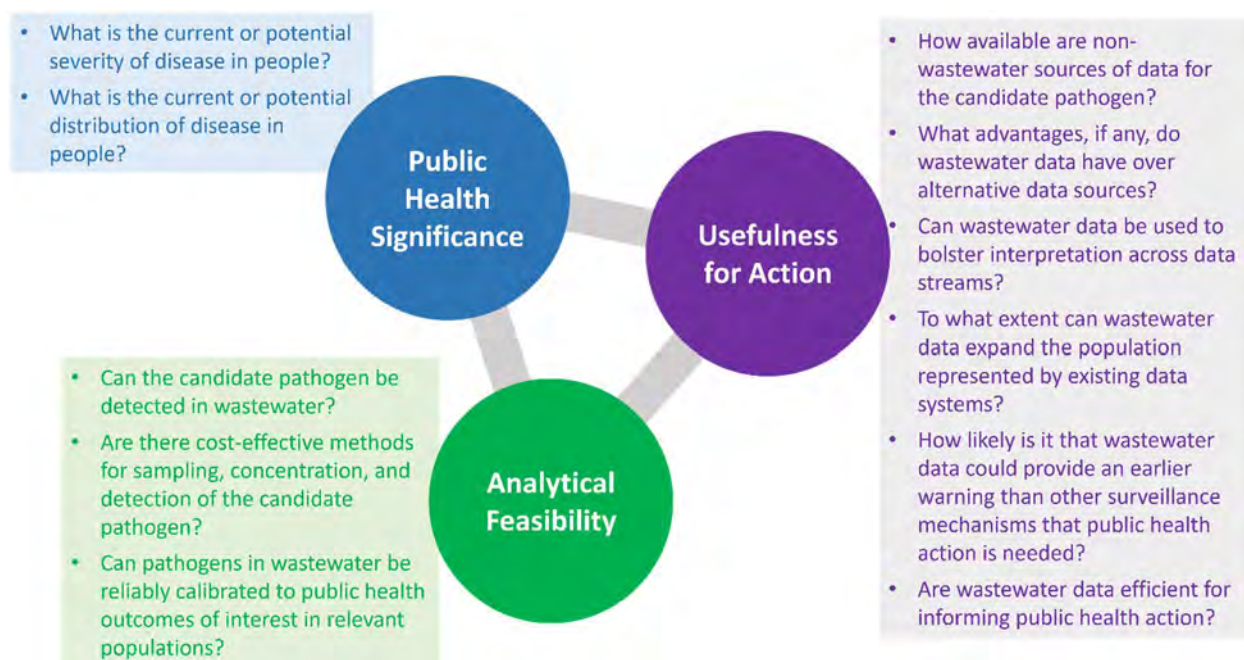 • What is the current or potential
severity of disease in people?
• What is the current or potential
distribution of disease in
people?
Public
Health
Significance
Usefulness
for Action
• How available are non-
wastewater sources of data for
the candidate pathogen?
• What advantages, if any, do
wastewater data have over
alternative data sources?
• Can wastewater data be used to
bolster interpretation across data
streams?
• To what extent can wastewater
data expand the population
represented by existing data
systems?
• How likely is it that wastewater
data could provide an earlier
warning than other surveillance
mechanisms that public health
action is needed?
• Are wastewater data efficient for
informing public health action?
• Can the candidate pathogen be
detected in wastewater?
• Are there cost-effective methods
for sampling, concentration, and
detection of the candidate
pathogen?
• Can pathogens in wastewater be
reliably calibrated to public health
outcomes of interest in relevant
populations?
Analytical
Feasibility